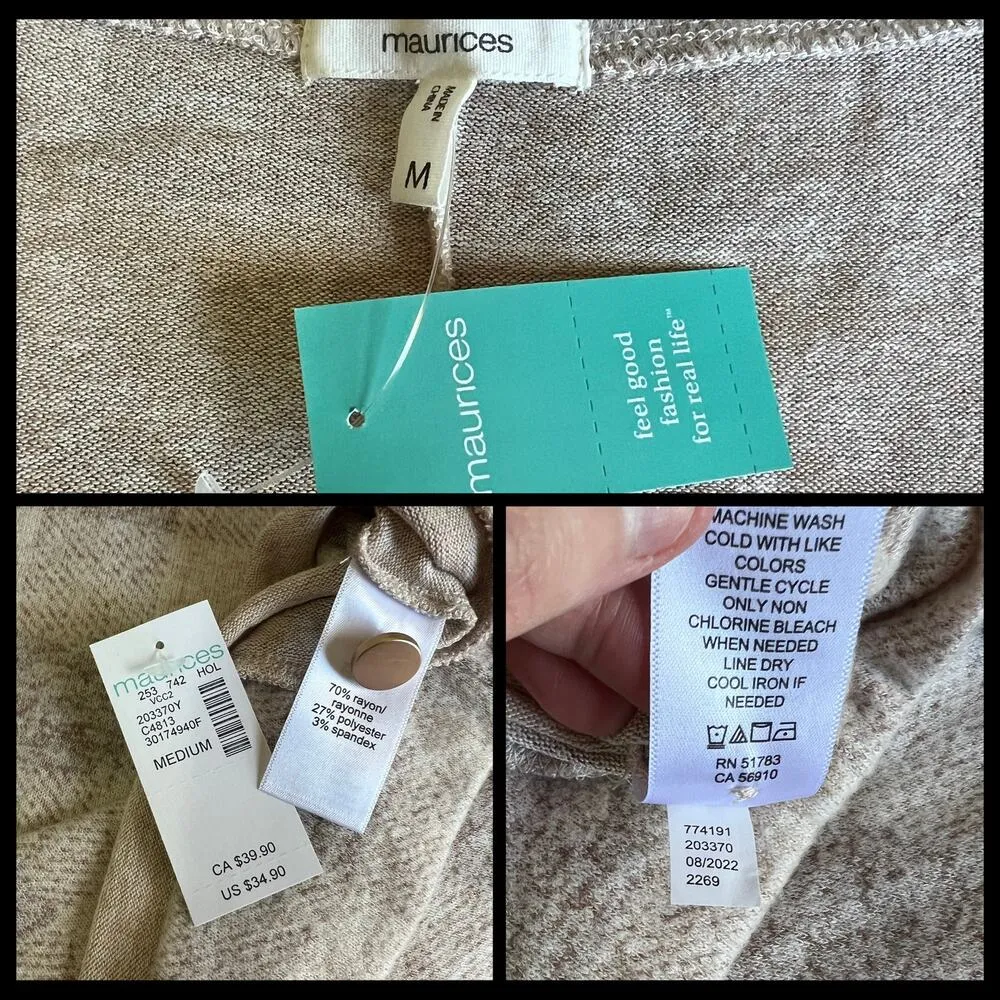 maurices
MADE IN
CHINA
M
maurices
feel good
fashion
for real life™
maurices
253 742 HOL
VCC2
203370Y
C4813
30174940F
MEDIUM
CA $39.90
US $34.90
70% rayon/
rayonne
27% polyester
3% spandex
MACHINE WASH
COLD WITH LIKE
COLORS
GENTLE CYCLE
ONLY NON
CHLORINE BLEACH
WHEN NEEDED
LINE DRY
COOL IRON IF
NEEDED
RN 51783
CA 56910
774191
203370
08/2022
2269